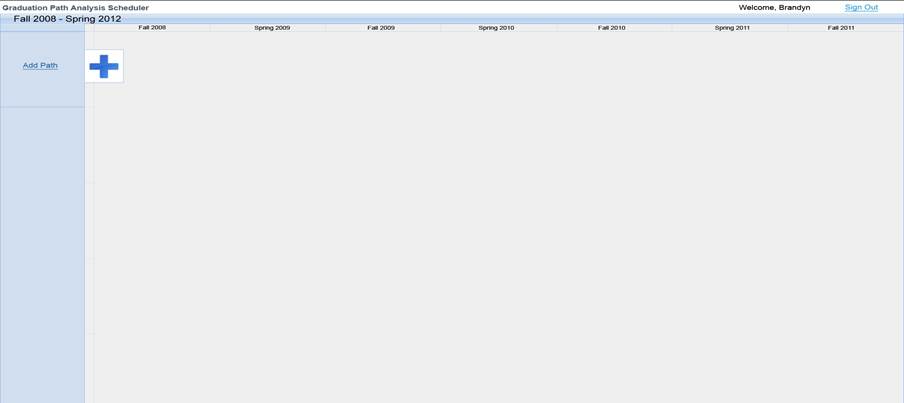 Graduation Path Analysis Scheduler
Welcome, Brandyn
Sign Out
Fall 2008 - Spring 2012
Fall 2008
Spring 2009
Fall 2009
Spring 2010
Fall 2010
Spring 2011
Fall 2011
Add Path